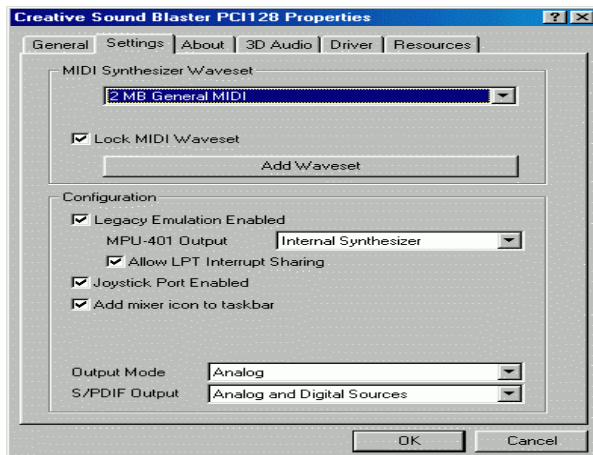 Creative Sound Blaster PCI128 Properties
General Settings About 3D Audio Driver Resources
MIDI Synthesizer Waveset
2 MB General MIDI
Lock MIDI Waveset
Add Waveset
Configuration
Legacy Emulation Enabled
MPU-401 Output Internal Synthesizer
Allow LPT Interrupt Sharing
Joystick Port Enabled
Add mixer icon to taskbar
Output Mode Analog
S/PDIF Output Analog and Digital Sources
OK Cancel